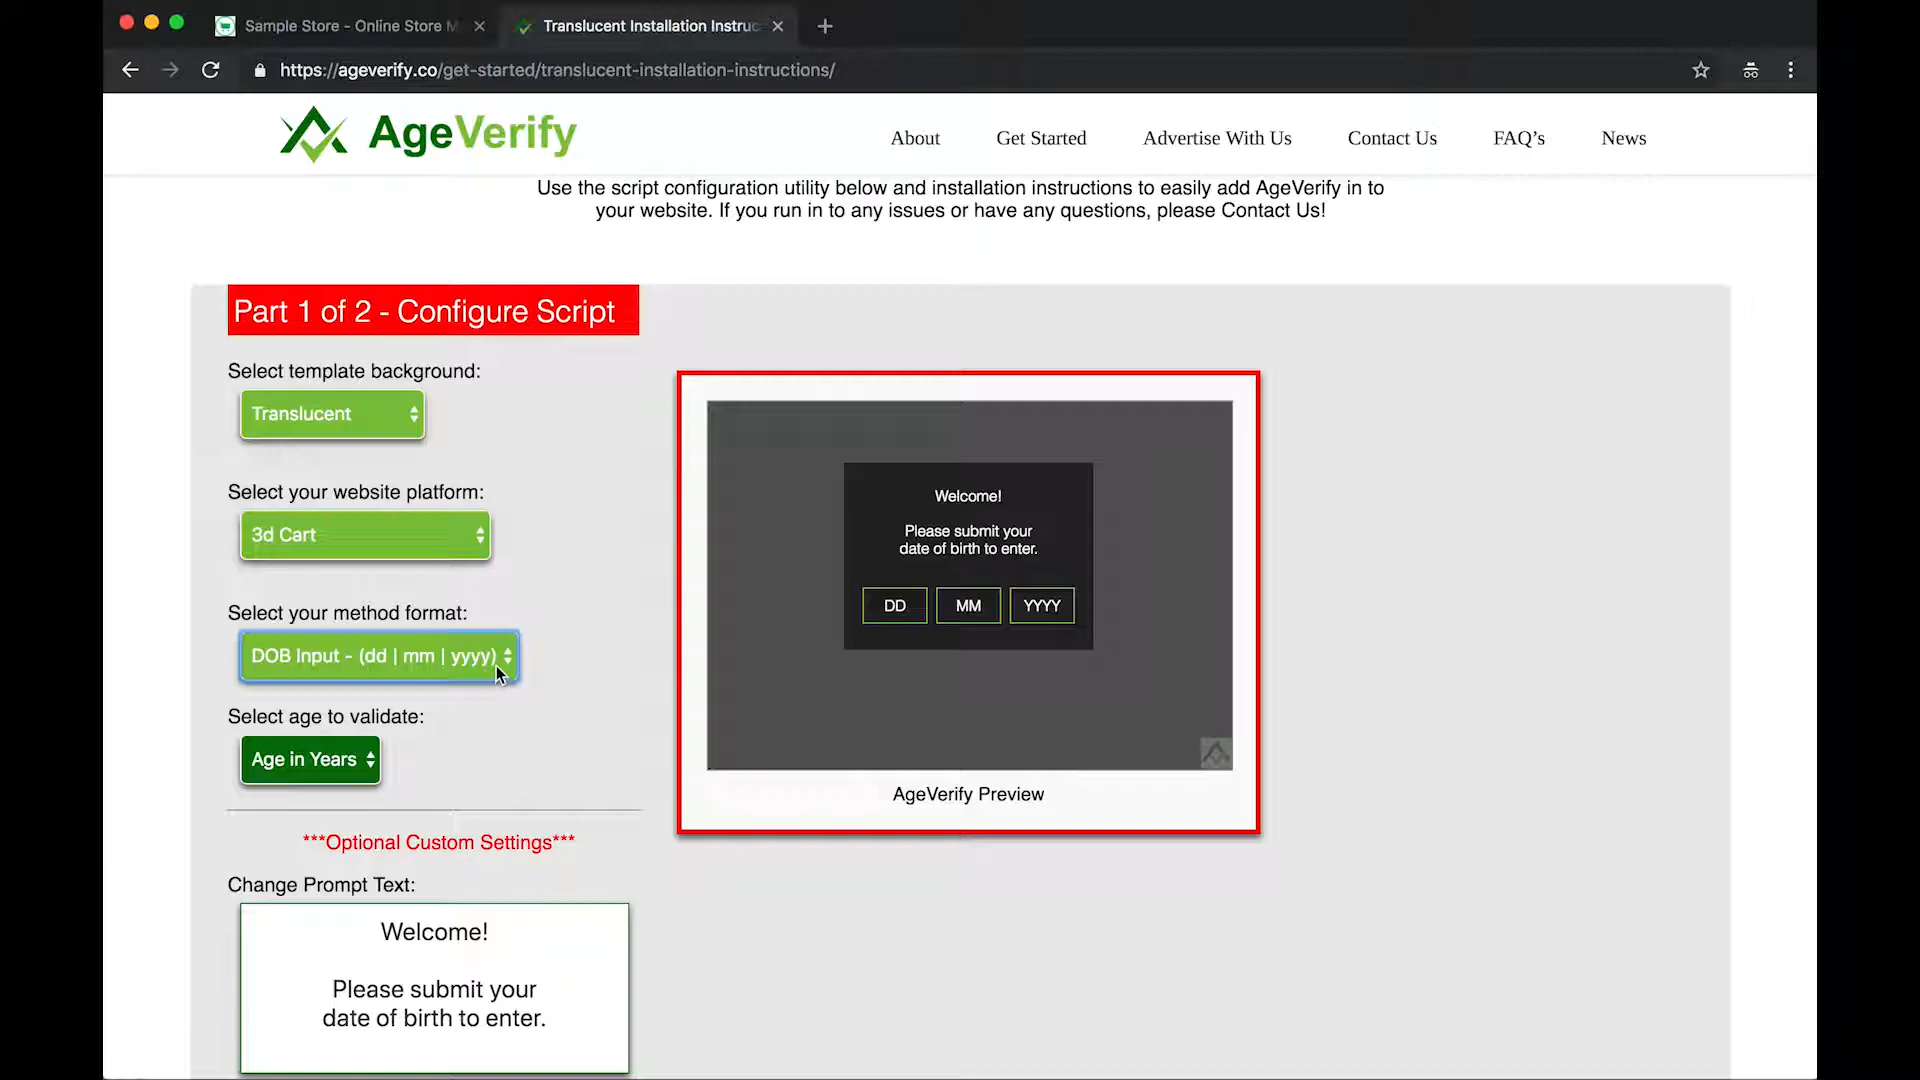 Sample Store - Online Store M
Translucent Installation Instruc
https://ageverify.co/get-started/translucent-installation-instructions/
AgeVerify
About
Get Started
Advertise With Us
Contact Us
FAQ's
News
Use the script configuration utility below and installation instructions to easily add AgeVerify in to
your website. If you run in to any issues or have any questions, please Contact Us!
Part 1 of 2 - Configure Script
Select template background:
Translucent
Select your website platform:
3d Cart
Select your method format:
DOB Input - (dd | mm | yyyy)
Select age to validate:
Age in Years
***Optional Custom Settings***
Change Prompt Text:
Welcome!
Please submit your
date of birth to enter.
Welcome!
Please submit your
date of birth to enter.
DD
MM
YYYY
AgeVerify Preview